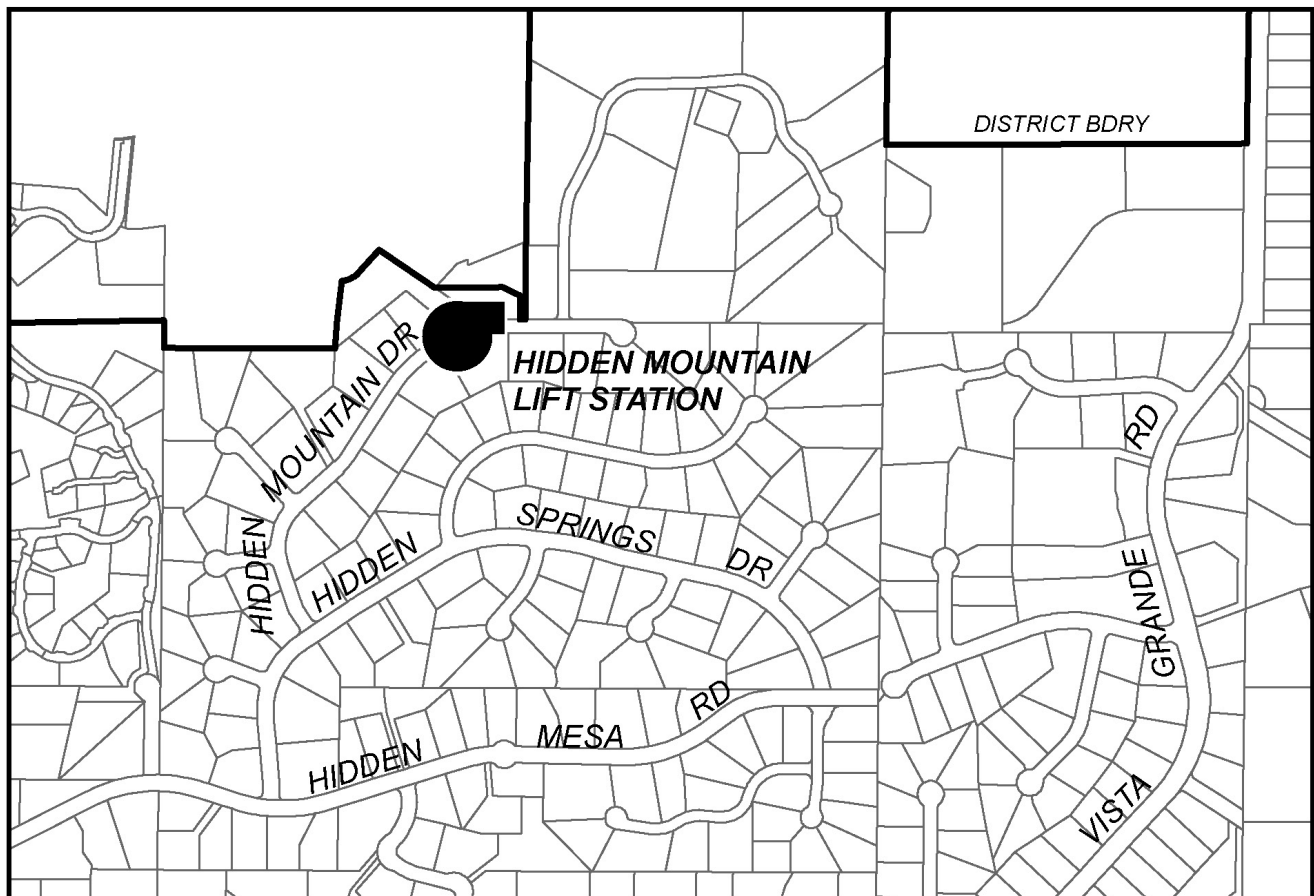 DISTRICT BDRY
HIDDEN MOUNTAIN
LIFT STATION
HIDDEN MOUNTAIN DR
HIDDEN SPRINGS DR
HIDDEN MESA RD
VISTA GRANDE RD